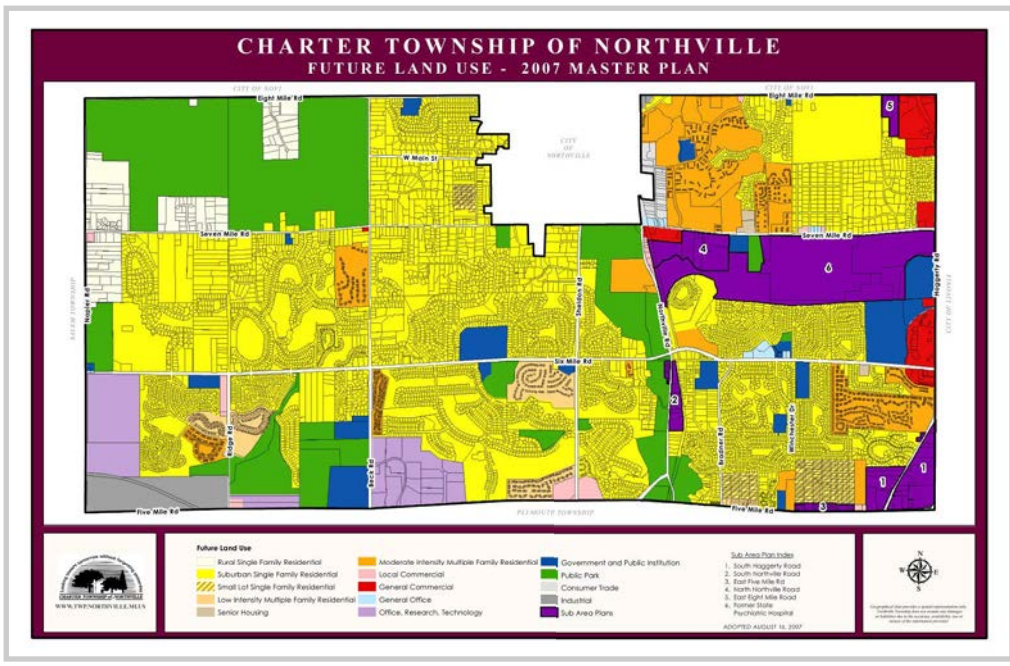 CHARTER TOWNSHIP OF NORTHVILLE
FUTURE LAND USE - 2007 MASTER PLAN
CITY OF NOVI
CITY OF NOVI
Eight Mile Rd
Eight Mile Rd
5
W Main St
CITY
OF
NORTHVILLE
Seven Mile Rd
Seven Mile Rd
4
6
Napier Rd
Sheldon Rd
Northville Rd
Haggerty Rd
SALEM TOWNSHIP
CITY OF LIVONIA
Six Mile Rd
2
Ridge Rd
Beck Rd
Bradner Rd
Winchester Dr
1
1
3
Five Mile Rd
Five Mile Rd
PLYMOUTH TOWNSHIP
CHARTER TOWNSHIP OF NORTHVILLE
WWW.TWP.NORTHVILLE.MI.US
Future Land Use
Rural Single Family Residential
Suburban Single Family Residential
Small Lot Single Family Residential
Low Intensity Multiple Family Residential
Senior Housing
Moderate Intensity Multiple Family Residential
Local Commercial
General Commercial
General Office
Office, Research, Technology
Government and Public Institution
Public Park
Consumer Trade
Industrial
Sub Area Plans
Sub Area Plan Index
1. South Haggerty Road
2. South Northville Road
3. East Five Mile Rd
4. North Northville Road
5. East Eight Mile Road
6. Former State
Psychiatric Hospital
ADOPTED AUGUST 16, 2007
N
W
E
S